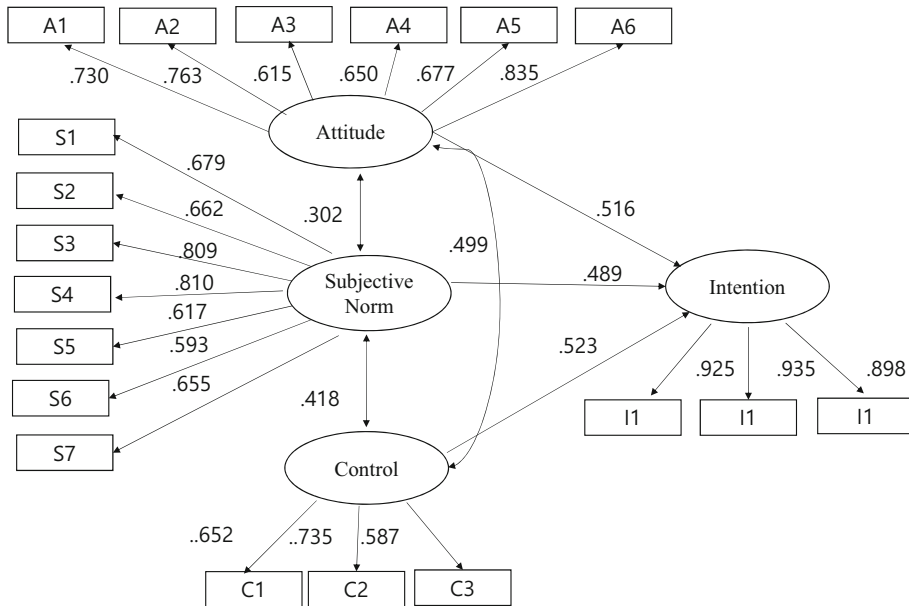 A1 A2 A3 A4 A5 A6
.730 .763 .615 .650 .677 .835
Attitude
S1
.679
S2
.662
.302
.516
S3
.809
.499
S4
.810
Subjective
Norm
.489
Intention
S5
.617
.593
.523
S6
.655
.418
.925 .935 .898
I1 I1 I1
S7
Control
..652 ..735 .587
C1 C2 C3